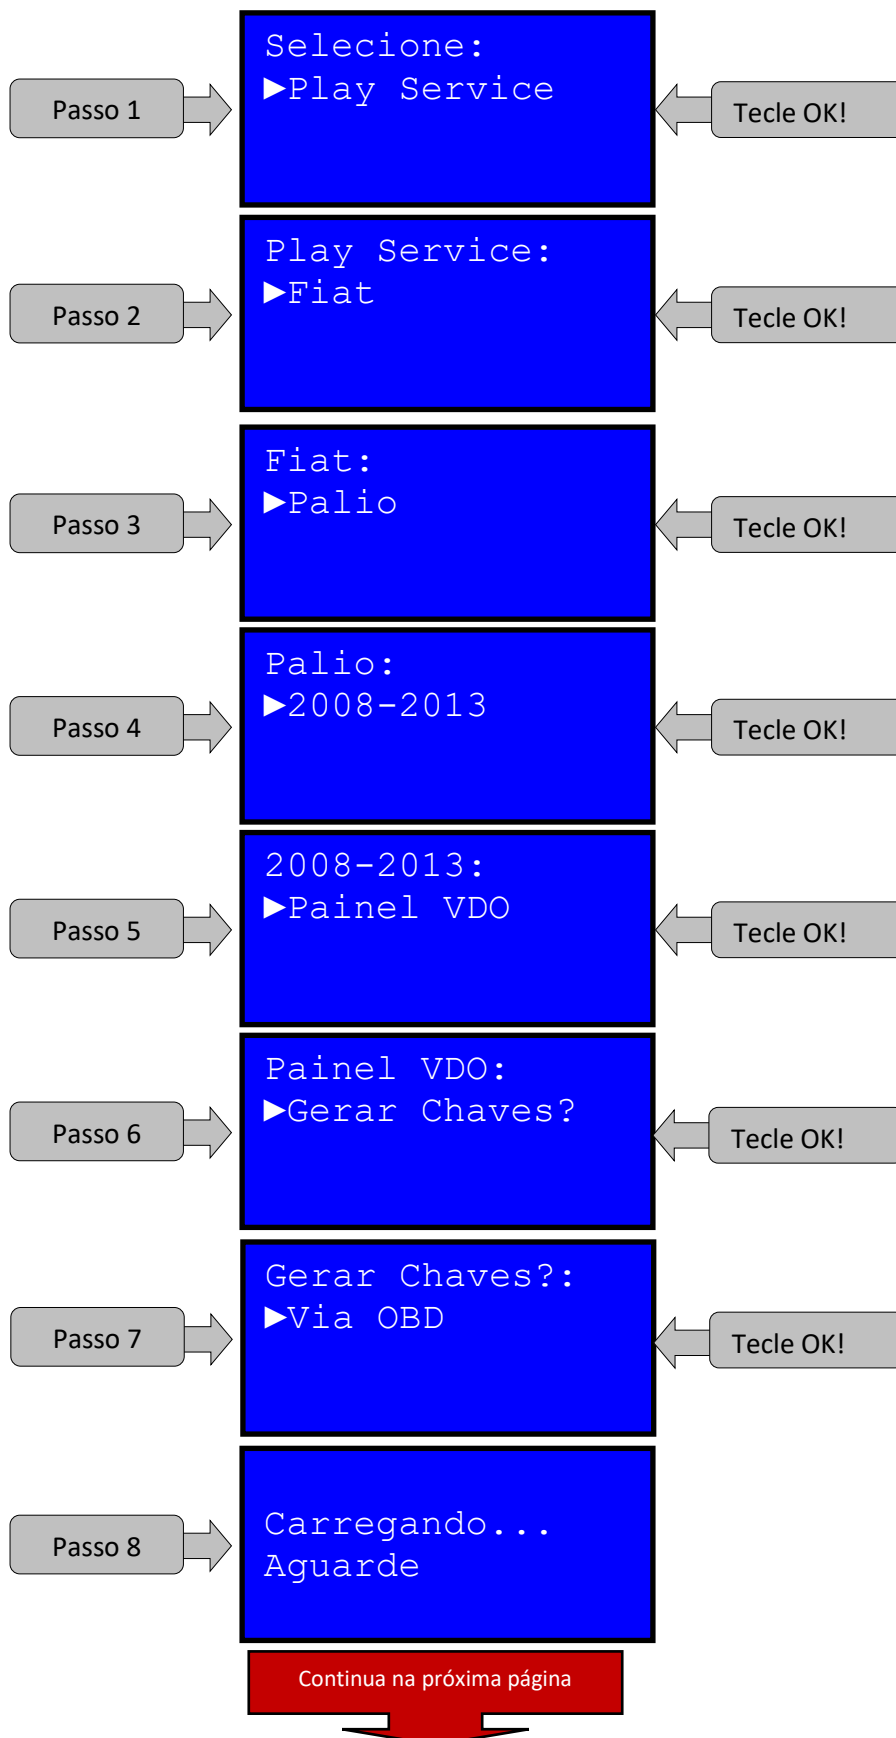 Selecione:
Passo 1
►Play Service
Tecle OK!
Play Service:
Passo 2
►Fiat
Tecle OK!
Fiat:
Passo 3
►Palio
Tecle OK!
Palio:
Passo 4
►2008-2013
Tecle OK!
2008-2013:
Passo 5
►Painel VDO
Tecle OK!
Painel VDO:
Passo 6
►Gerar Chaves?
Tecle OK!
Gerar Chaves?:
Passo 7
►Via OBD
Tecle OK!
Passo 8
Carregando...
Aguarde
Continua na próxima página